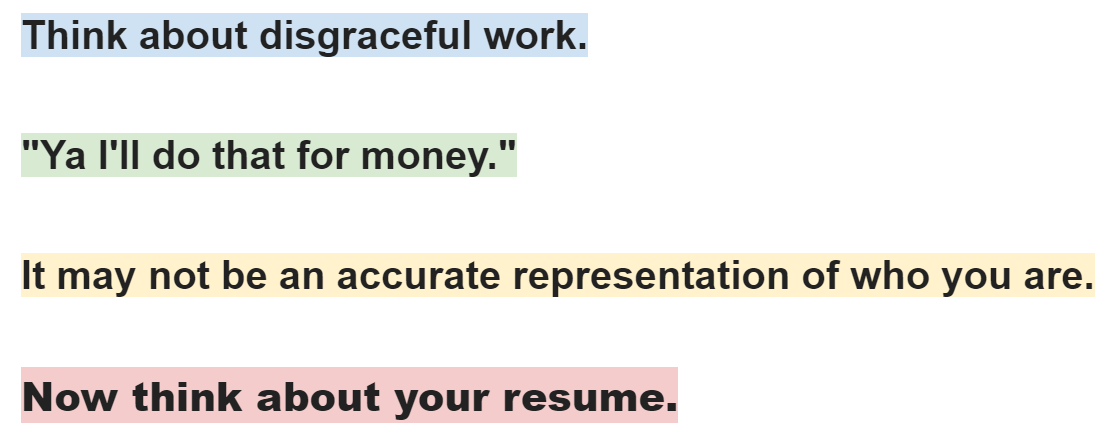 Think about disgraceful work.
"Ya I'll do that for money."
It may not be an accurate representation of who you are.
Now think about your resume.